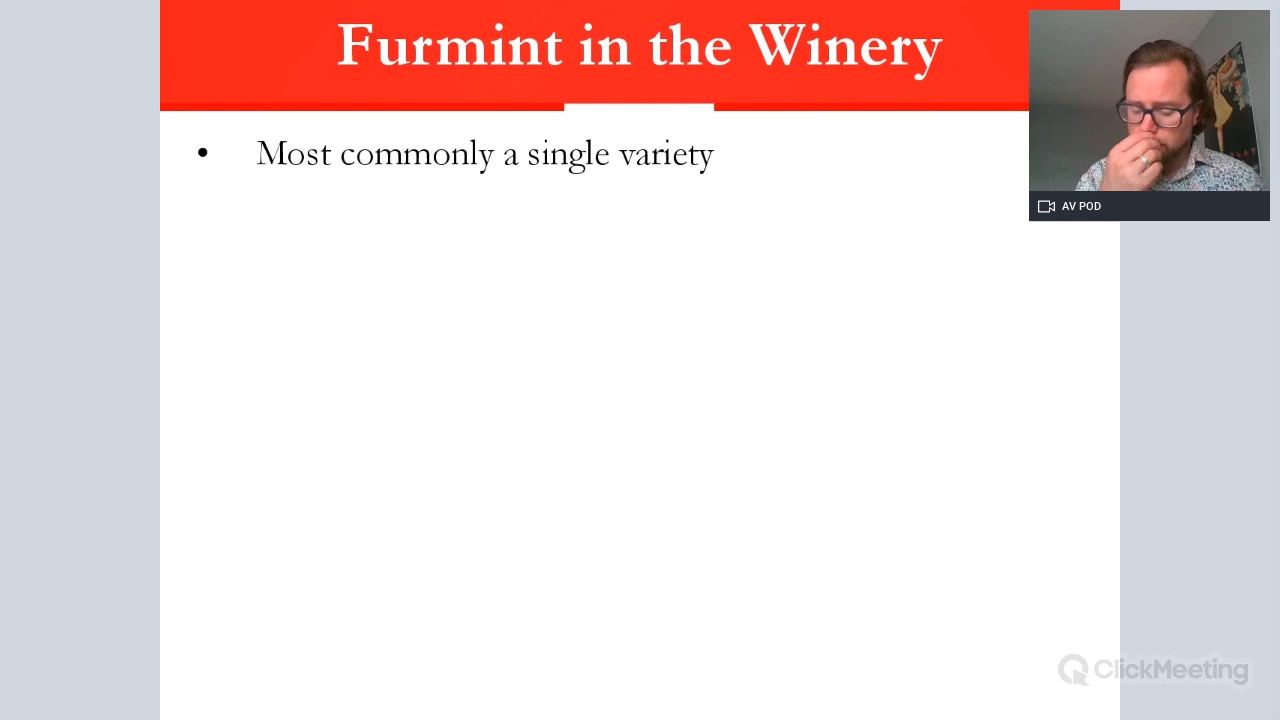 Furmint in the Winery
• Most commonly a single variety
AV POD
ClickMeeting